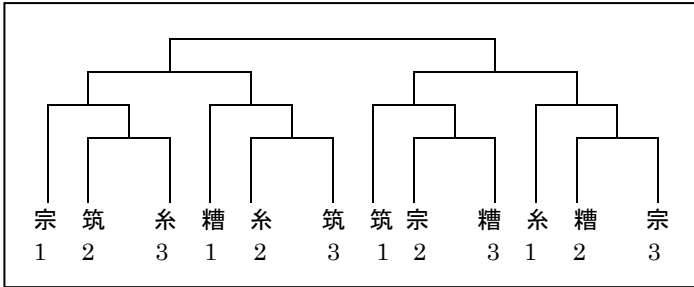 宗 筑 糸 糟 糸 筑 筑 宗 糟 糸 糟 宗
1 2 3 1 2 3 1 2 3 1 2 3